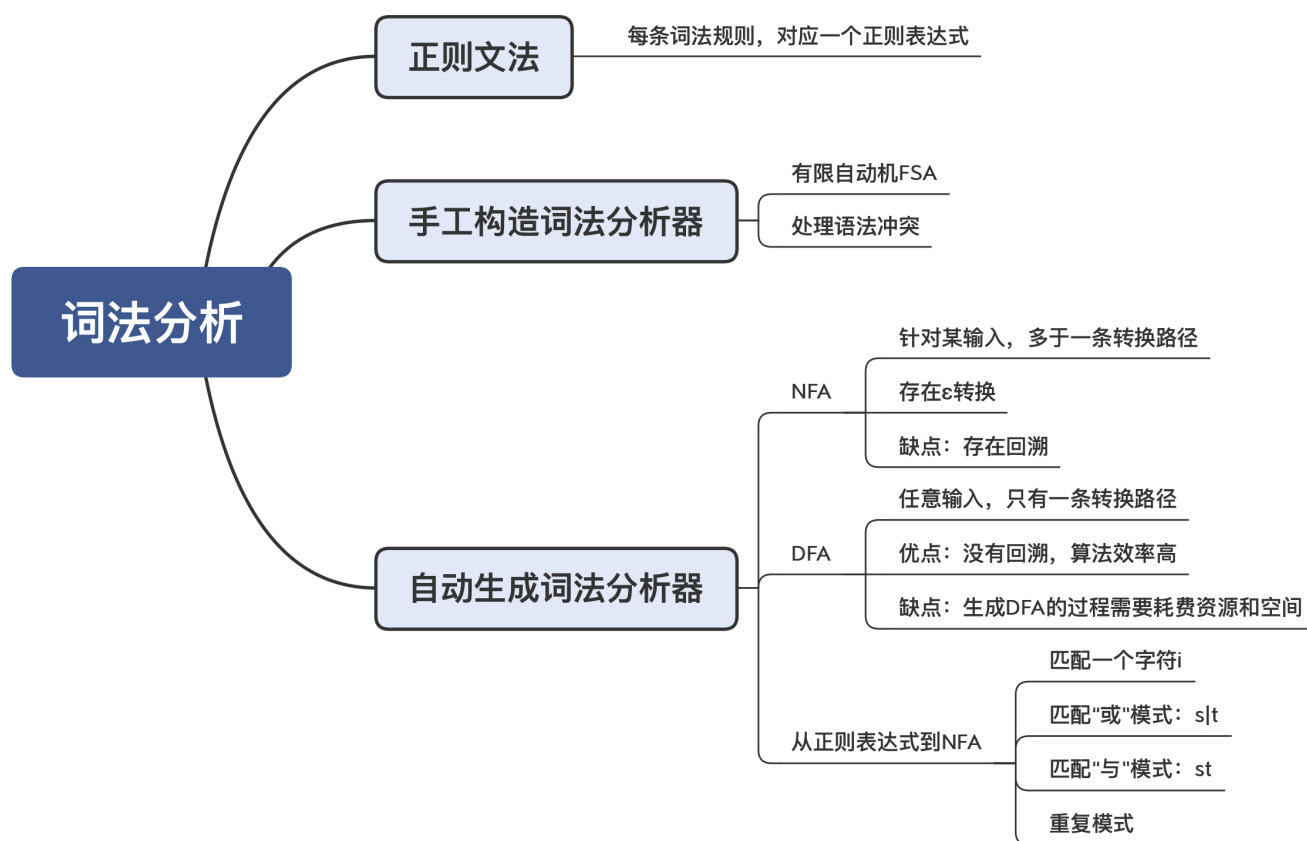 词法分析
正则文法
每条词法规则，对应一个正则表达式
手工构造词法分析器
有限自动机FSA
处理语法冲突
自动生成词法分析器
NFA
针对某输入，多于一条转换路径
存在ε转换
缺点：存在回溯
DFA
任意输入，只有一条转换路径
优点：没有回溯，算法效率高
缺点：生成DFA的过程需要耗费资源和空间
从正则表达式到NFA
匹配一个字符i
匹配"或"模式：s|t
匹配"与"模式：st
重复模式